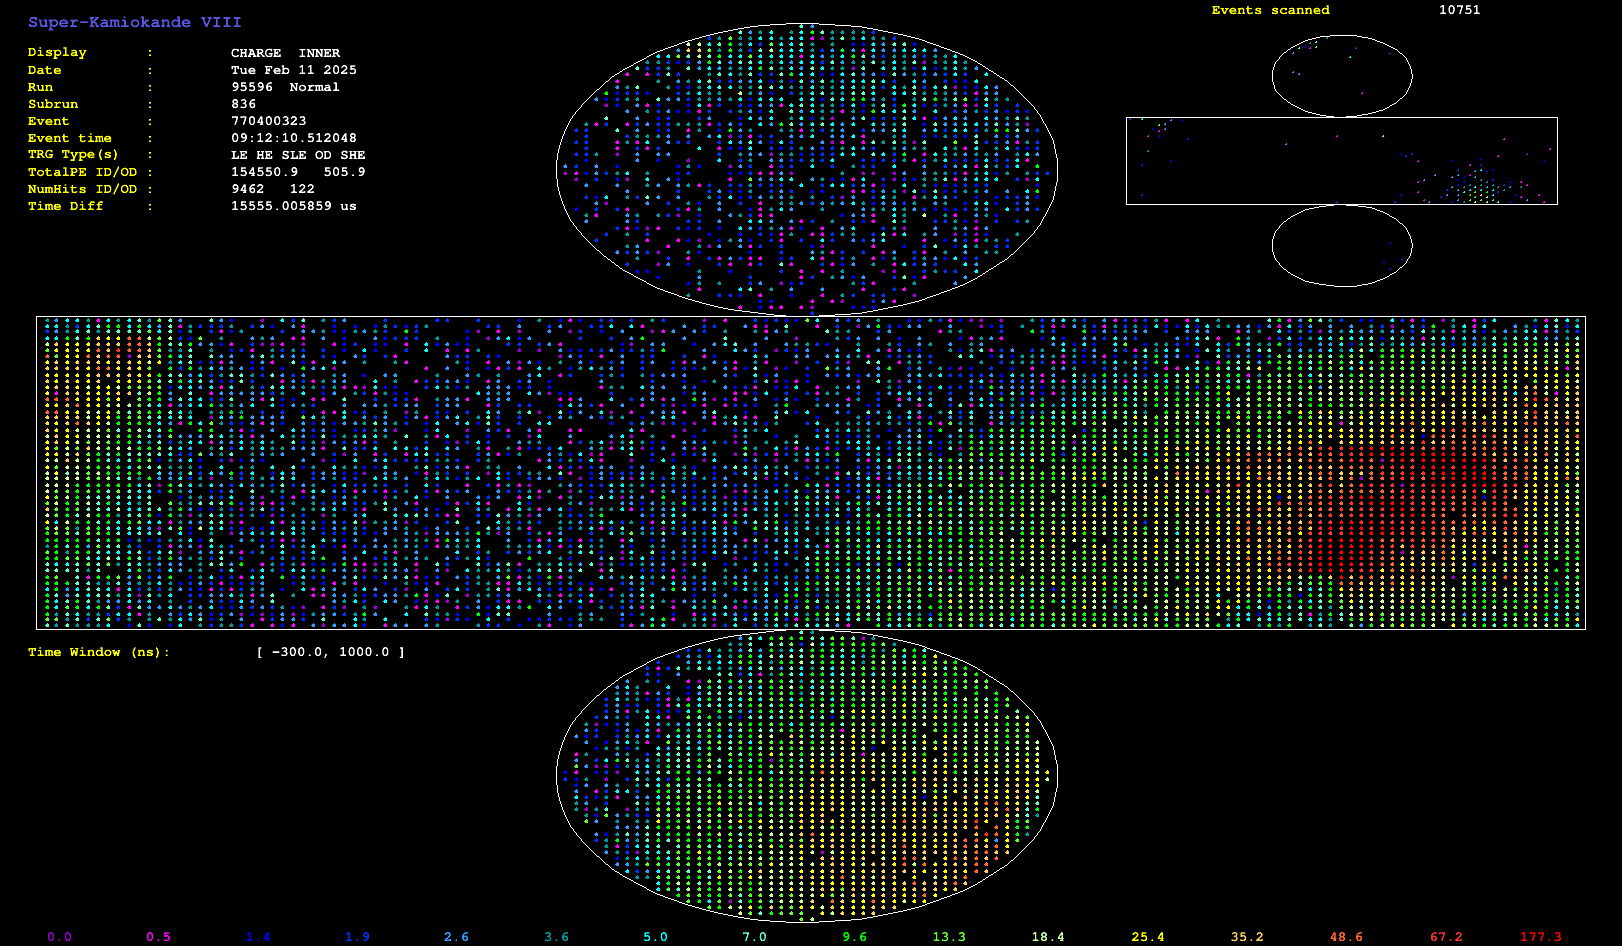 Super-Kamiokande VIII
Events scanned 10751
Display : CHARGE INNER
Date : Tue Feb 11 2025
Run : 95596 Normal
Subrun : 836
Event : 770400323
Event time : 09:12:10.512048
TRG Type(s) : LE HE SLE OD SHE
TotalPE ID/OD : 154550.9 505.9
NumHits ID/OD : 9462 122
Time Diff : 15555.005859 us
Time Window (ns): [ -300.0, 1000.0 ]
0.0 0.5 1.4 1.9 2.6 3.6 5.0 7.0 9.6 13.3 18.4 25.4 35.2 48.6 67.2 177.3